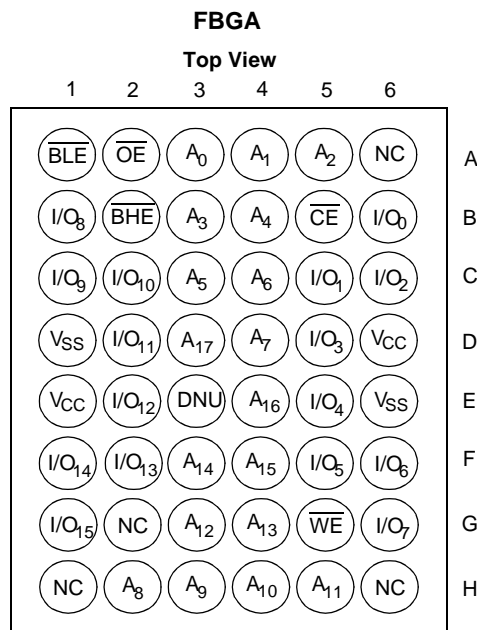 FBGA
Top View
1 2 3 4 5 6
BLE OE A0 A1 A2 NC A
I/O8 BHE A3 A4 CE I/O0 B
I/O9 I/O10 A5 A6 I/O1 I/O2 C
VSS I/O11 A17 A7 I/O3 VCC D
VCC I/O12 DNU A16 I/O4 VSS E
I/O14 I/O13 A14 A15 I/O5 I/O6 F
I/O15 NC A12 A13 WE I/O7 G
NC A8 A9 A10 A11 NC H